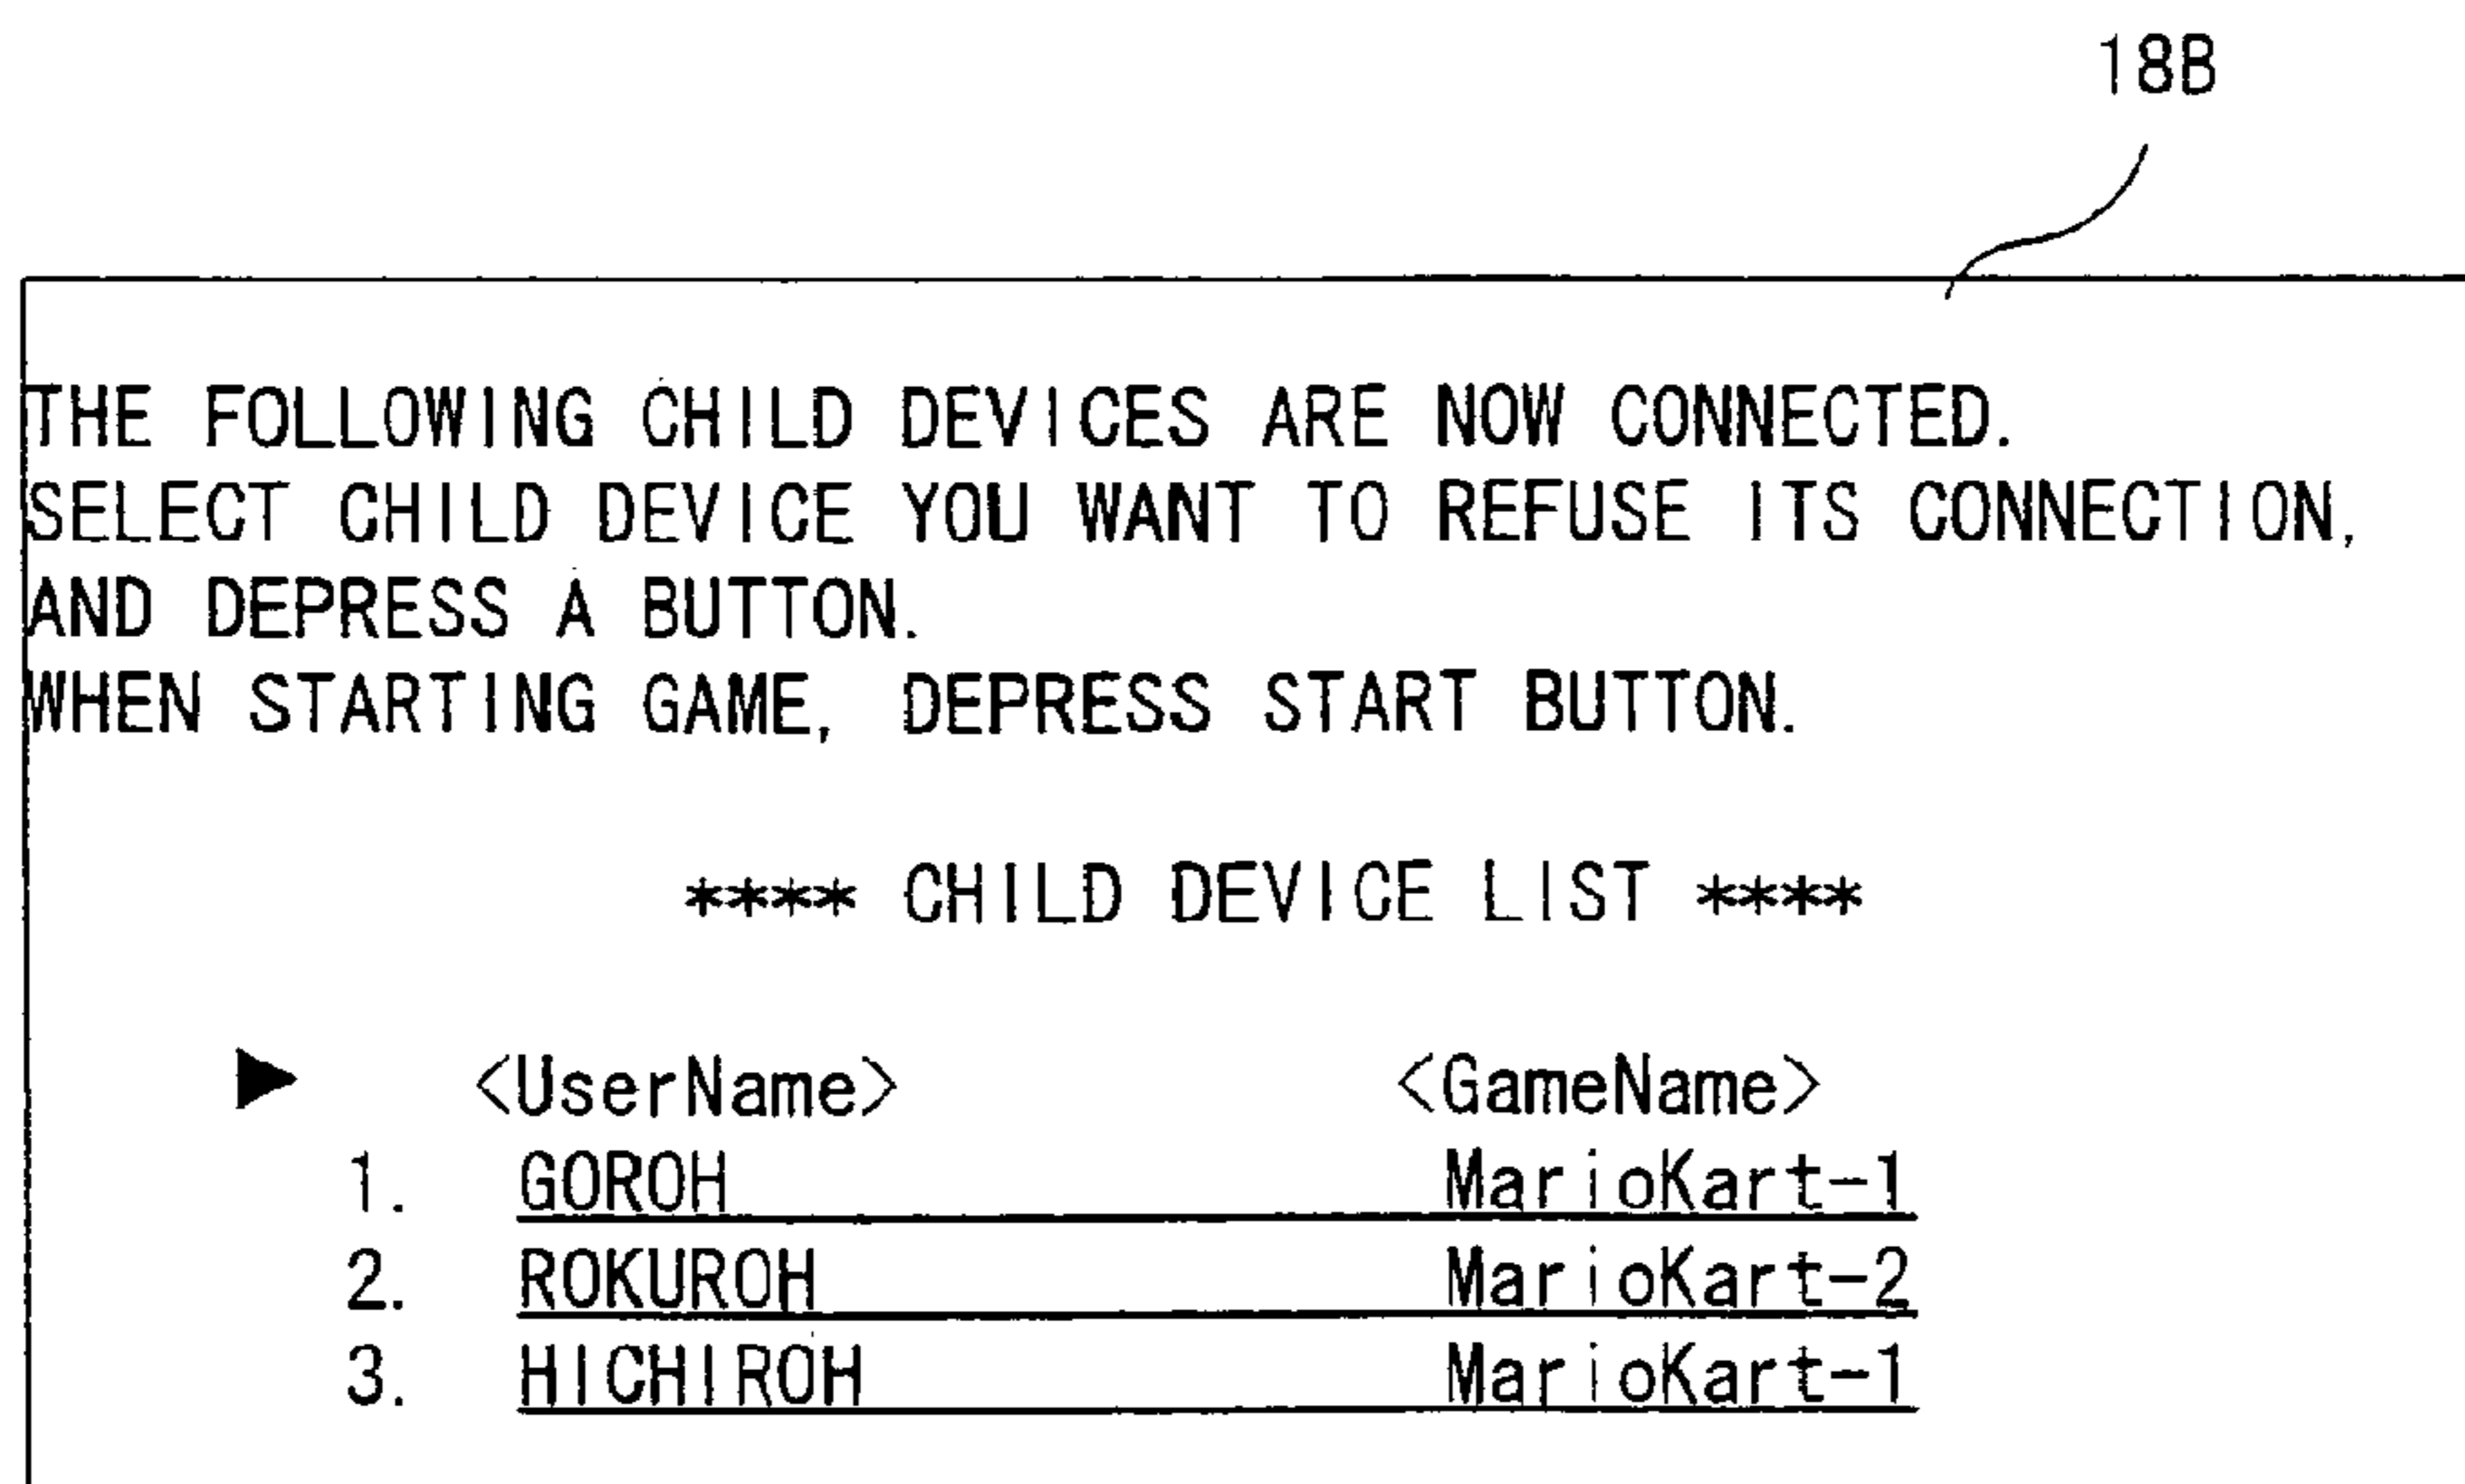 18B
THE FOLLOWING CHILD DEVICES ARE NOW CONNECTED.
SELECT CHILD DEVICE YOU WANT TO REFUSE ITS CONNECTION,
AND DEPRESS A BUTTON.
WHEN STARTING GAME, DEPRESS START BUTTON.
**** CHILD DEVICE LIST ****
▶ <UserName> <GameName>
1. GOROH MarioKart-1
2. ROKUROH MarioKart-2
3. HICHIROH MarioKart-1